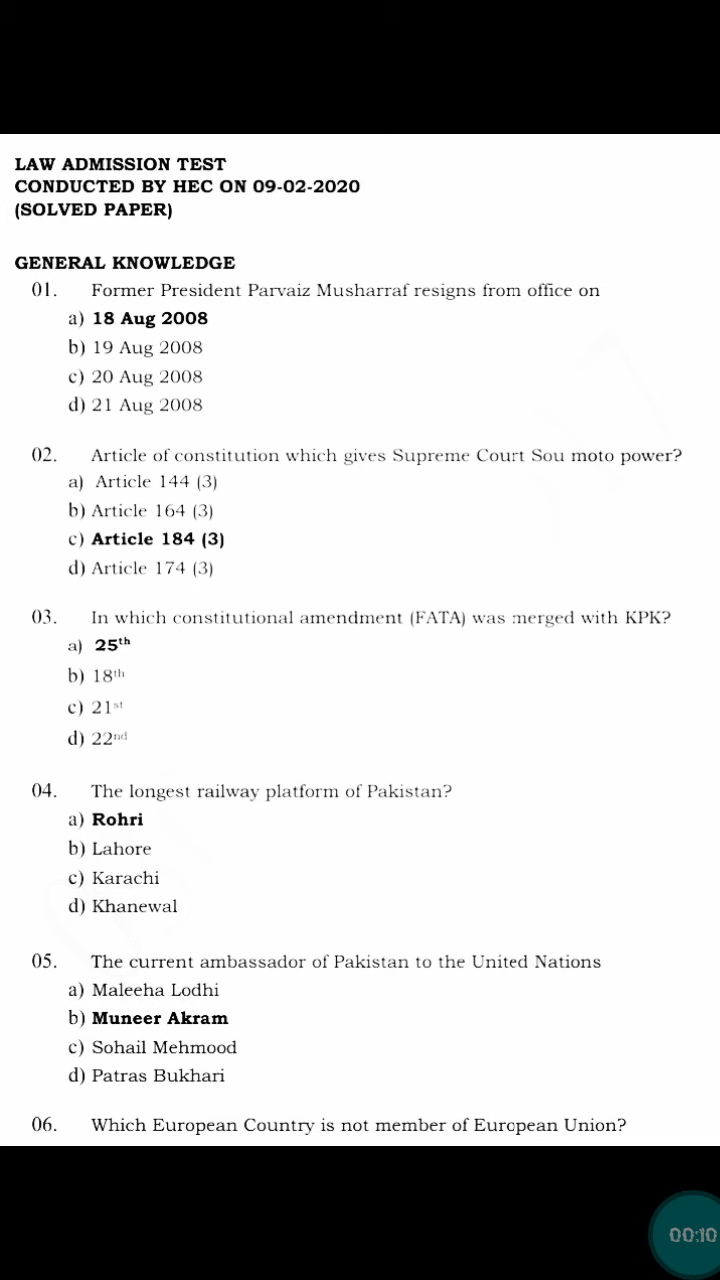 LAW ADMISSION TEST
CONDUCTED BY HEC ON 09-02-2020
(SOLVED PAPER)
GENERAL KNOWLEDGE
01. Former President Parvaiz Musharraf resigns from office on
a) 18 Aug 2008
b) 19 Aug 2008
c) 20 Aug 2008
d) 21 Aug 2008
02. Article of constitution which gives Supreme Court Sou moto power?
a) Article 144 (3)
b) Article 164 (3)
c) Article 184 (3)
d) Article 174 (3)
03. In which constitutional amendment (FATA) was merged with KPK?
a) 25th
b) 18th
c) 21st
d) 22nd
04. The longest railway platform of Pakistan?
a) Rohri
b) Lahore
c) Karachi
d) Khanewal
05. The current ambassador of Pakistan to the United Nations
a) Maleeha Lodhi
b) Muneer Akram
c) Sohail Mehmood
d) Patras Bukhari
06. Which European Country is not member of European Union?
00:10